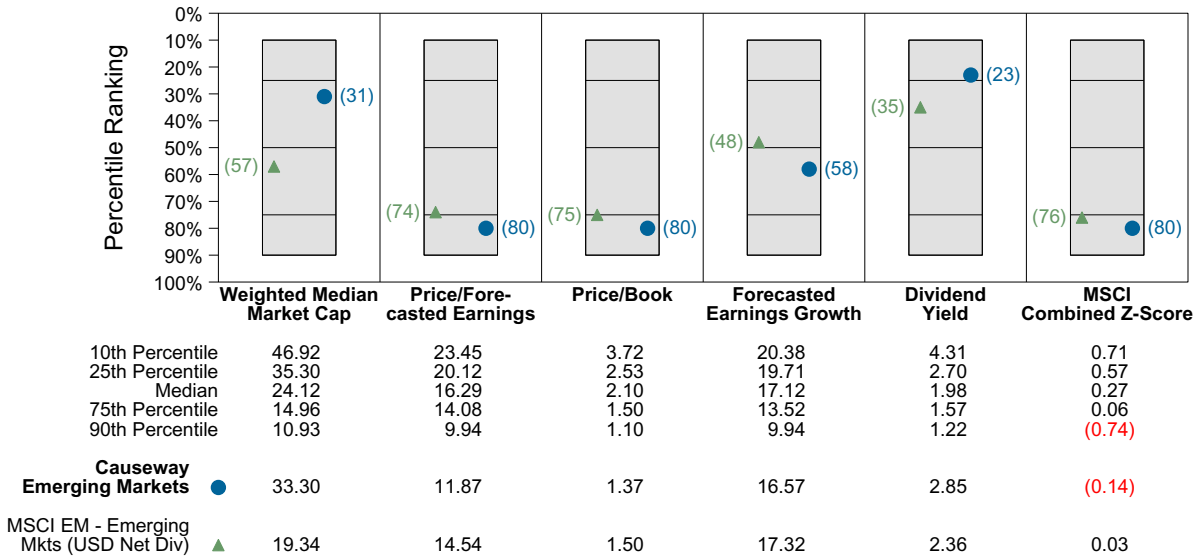 Percentile Ranking
0%
10%
20%
30%
40%
50%
60%
70%
80%
90%
100%
(57)
(31)
(74)
(80)
(75)
(80)
(48)
(58)
(35)
(23)
(76)
(80)
Weighted Median
Market Cap
Price/Fore-
casted Earnings
Price/Book
Forecasted
Earnings Growth
Dividend
Yield
MSCI
Combined Z-Score
10th Percentile 46.92 23.45 3.72 20.38 4.31 0.71
25th Percentile 35.30 20.12 2.53 19.71 2.70 0.57
Median 24.12 16.29 2.10 17.12 1.98 0.27
75th Percentile 14.96 14.08 1.50 13.52 1.57 0.06
90th Percentile 10.93 9.94 1.10 9.94 1.22 (0.74)
Causeway
Emerging Markets 33.30 11.87 1.37 16.57 2.85 (0.14)
MSCI EM - Emerging
Mkts (USD Net Div) 19.34 14.54 1.50 17.32 2.36 0.03